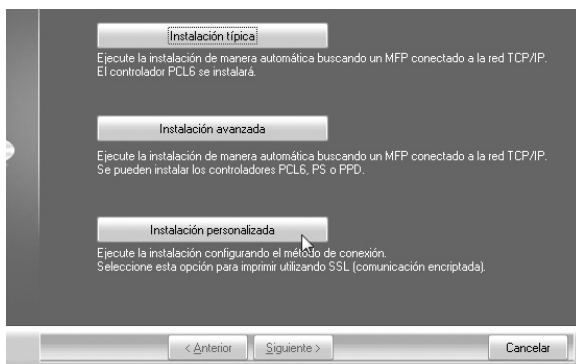 Instalación típica
Ejecute la instalación de manera automática buscando un MFP conectado a la red TCP/IP.
El controlador PCL6 se instalará.
Instalación avanzada
Ejecute la instalación de manera automática buscando un MFP conectado a la red TCP/IP.
Se pueden instalar los controladores PCL6, PS o PPD.
Instalación personalizada
Ejecute la instalación configurando el método de conexión.
Seleccione esta opción para imprimir utilizando SSL (comunicación encriptada).
< Anterior
Siguiente >
Cancelar